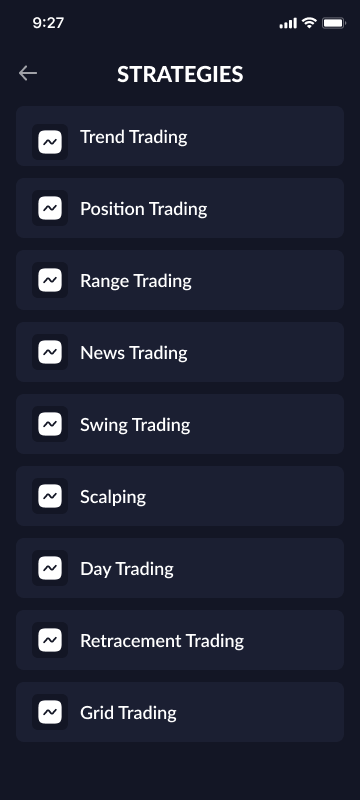 9:27
STRATEGIES
Trend Trading
Position Trading
Range Trading
News Trading
Swing Trading
Scalping
Day Trading
Retracement Trading
Grid Trading